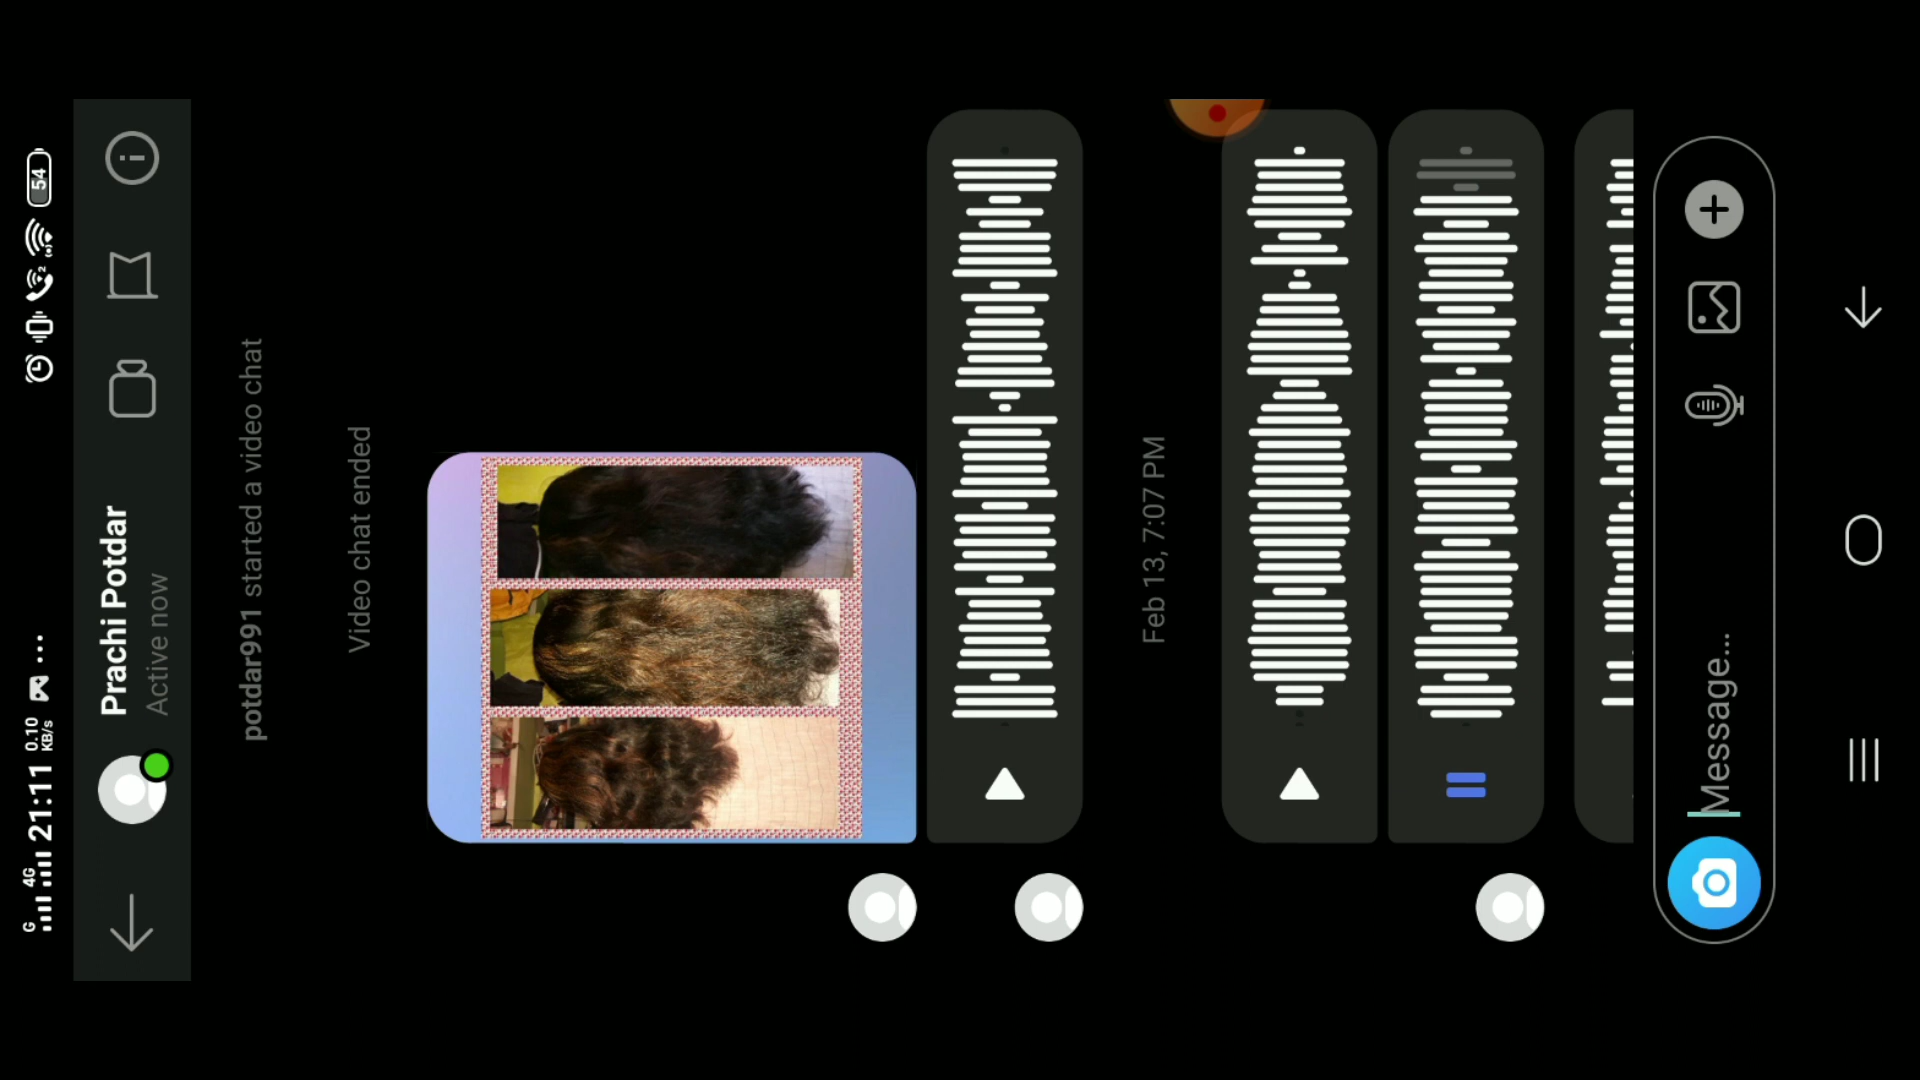 G 4G 21:11 0.10 KB/s ... 2 54
Prachi Potdar
Active now
potdar991 started a video chat
Video chat ended
Feb 13, 7:07 PM
Message...